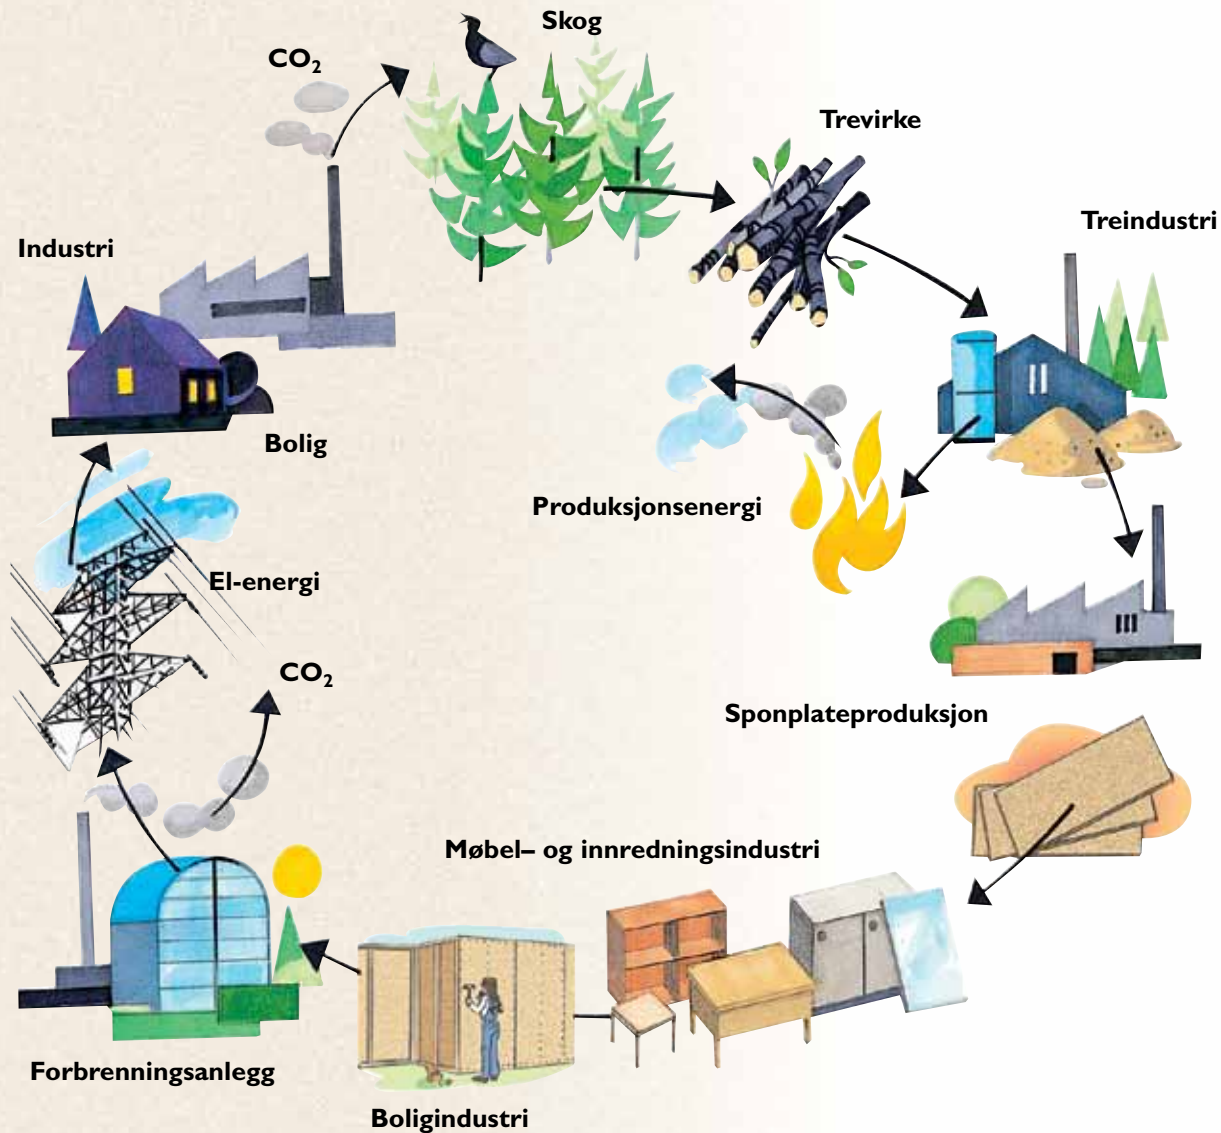 Skog
CO₂
Trevirke
Treindustri
Industri
Bolig
Produksjonsenergi
El-energi
CO₂
Sponplateproduksjon
Møbel– og innredningsindustri
Forbrenningsanlegg
Boligindustri